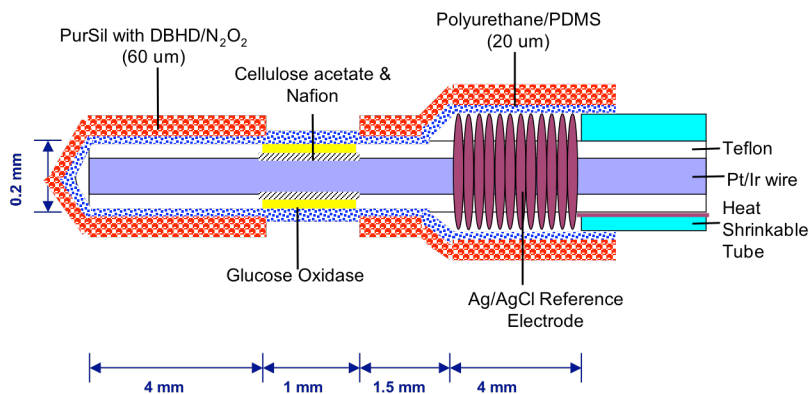 PurSil with DBHD/N₂O₂
(60 um)
Cellulose acetate &
Nafion
Polyurethane/PDMS
(20 um)
0.2 mm
Teflon
Pt/Ir wire
Heat
Shrinkable
Tube
Glucose Oxidase
Ag/AgCl Reference
Electrode
4 mm
1 mm
1.5 mm
4 mm